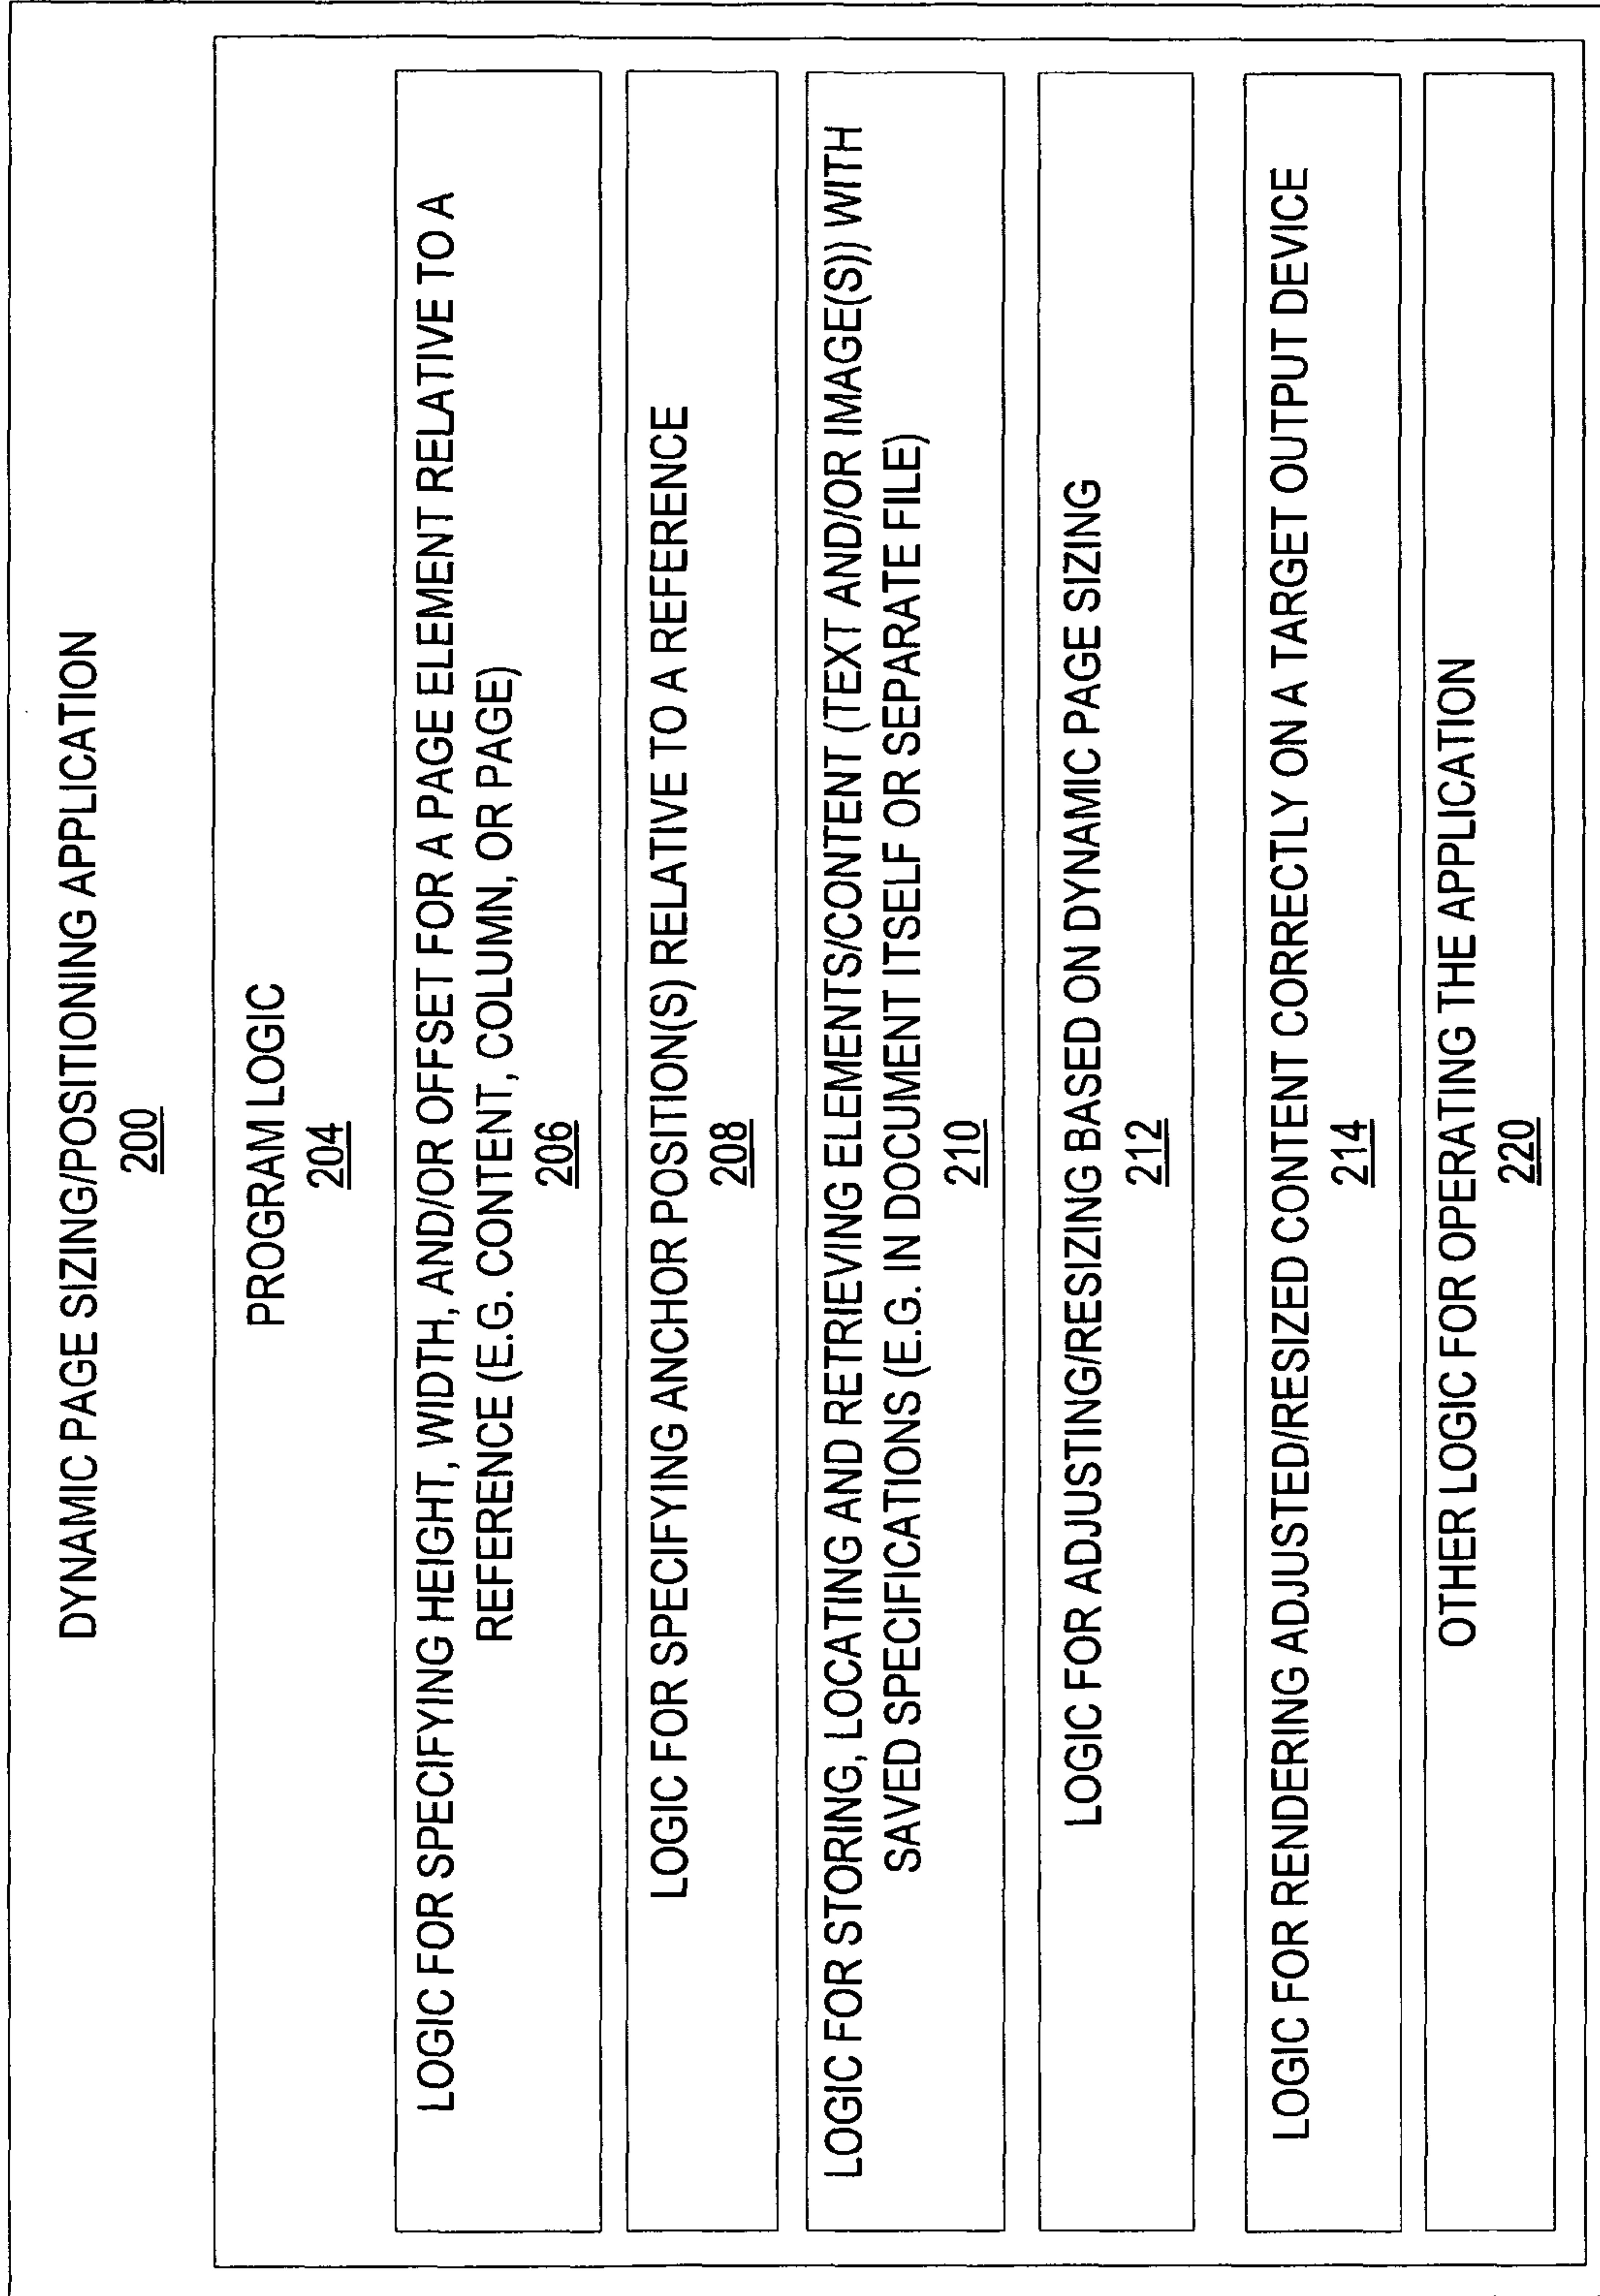 DYNAMIC PAGE SIZING/POSITIONING APPLICATION
200
PROGRAM LOGIC
204
LOGIC FOR SPECIFYING HEIGHT, WIDTH, AND/OR OFFSET FOR A PAGE ELEMENT RELATIVE TO A
REFERENCE (E.G. CONTENT, COLUMN, OR PAGE)
206
LOGIC FOR SPECIFYING ANCHOR POSITION(S) RELATIVE TO A REFERENCE
208
LOGIC FOR STORING, LOCATING AND RETRIEVING ELEMENTS/CONTENT (TEXT AND/OR IMAGE(S)) WITH
SAVED SPECIFICATIONS (E.G. IN DOCUMENT ITSELF OR SEPARATE FILE)
210
LOGIC FOR ADJUSTING/RESIZING BASED ON DYNAMIC PAGE SIZING
212
LOGIC FOR RENDERING ADJUSTED/RESIZED CONTENT CORRECTLY ON A TARGET OUTPUT DEVICE
214
OTHER LOGIC FOR OPERATING THE APPLICATION
220